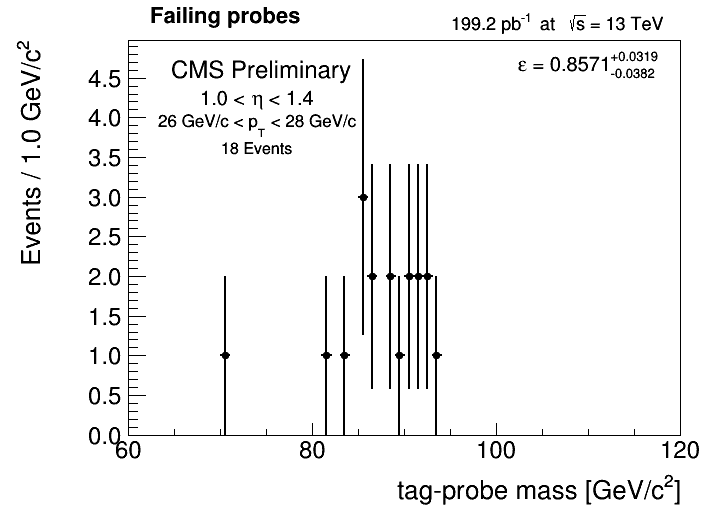 Failing probes
199.2 pb⁻¹ at √s = 13 TeV
CMS Preliminary
ε = 0.8571 +0.0319 -0.0382
1.0 < η < 1.4
26 GeV/c < p_T < 28 GeV/c
18 Events
Events / 1.0 GeV/c²
4.5
4.0
3.5
3.0
2.5
2.0
1.5
1.0
0.5
0.0
60 80 100 120
tag-probe mass [GeV/c²]